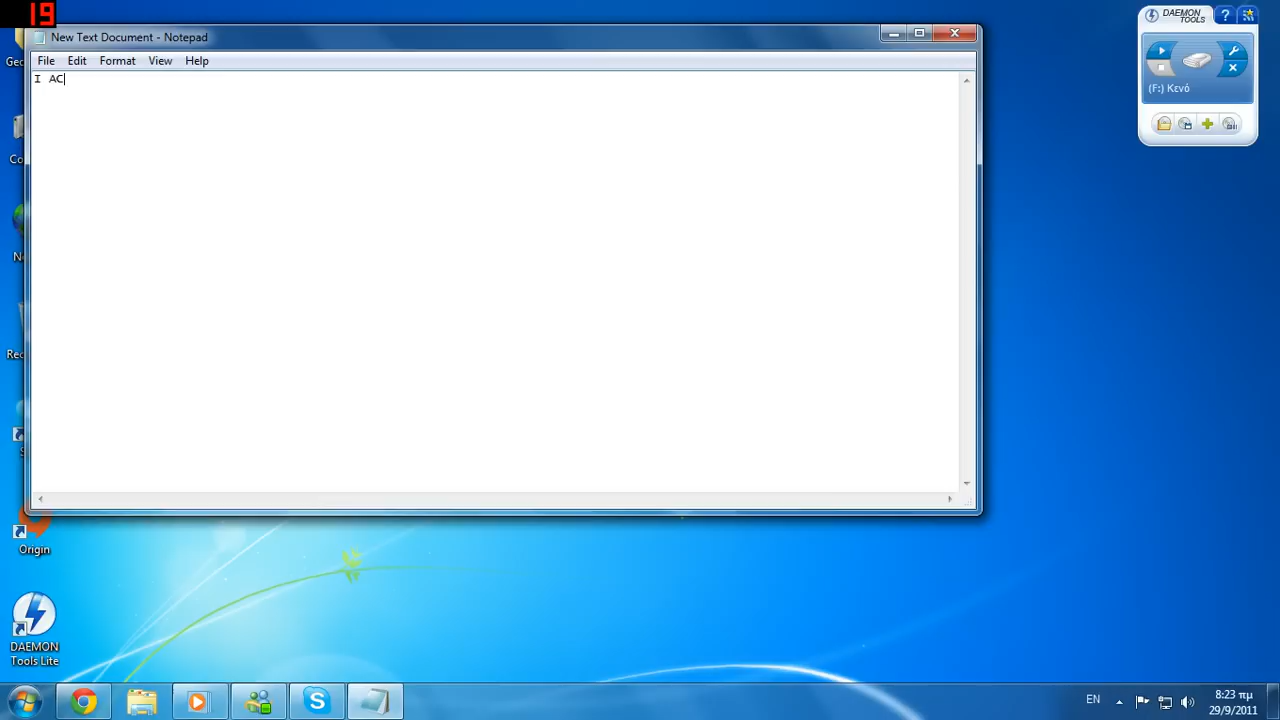 19
New Text Document - Notepad
File Edit Format View Help
I AC
DAEMON
TOOLS
?
(F:) Κενό
Origin
DAEMON
Tools Lite
EN
8:23 πμ
29/9/2011